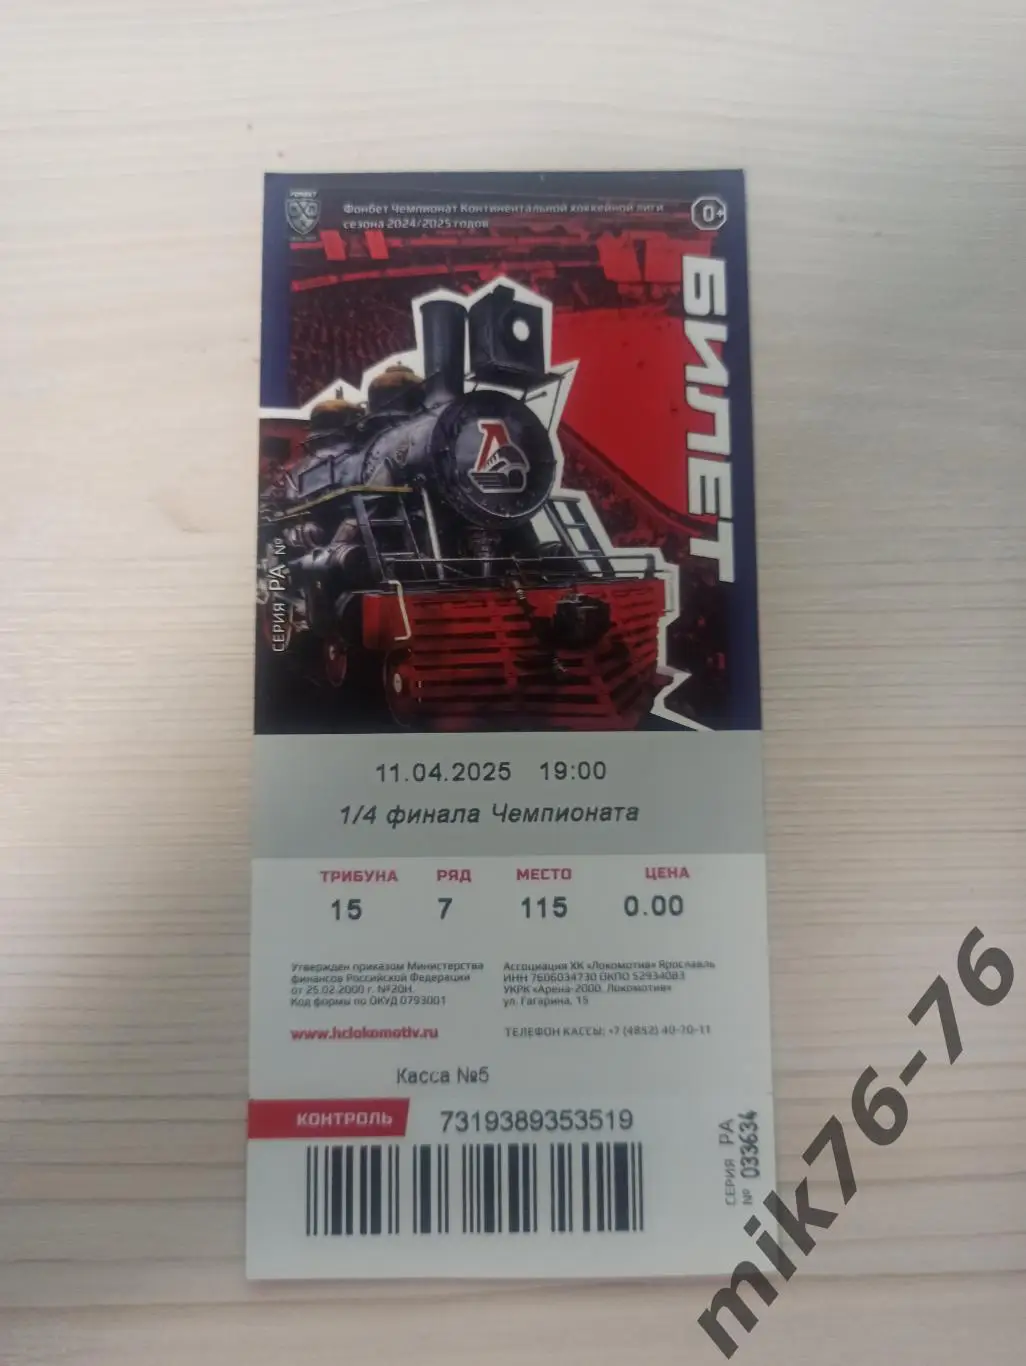 FONBET
Фонбет Чемпионат Континентальной хоккейной лиги
сезона 2024/2025 годов
0+
БИЛЕТ
СЕРИЯ РА №
11.04.2025 19:00
1/4 финала Чемпионата
ТРИБУНА РЯД МЕСТО ЦЕНА
15 7 115 0.00
Утвержден приказом Министерства
финансов Российской Федерации
от 25.02.2000 г. №20Н.
Код формы по ОКУД 0793001
www.hclokomotiv.ru
Ассоциация ХК «Локомотив» Ярославль
ИНН 7606034730 ОКПО 52934083
УКРК «Арена-2000. Локомотив»
ул. Гагарина, 15
ТЕЛЕФОН КАССЫ: +7 (4852) 40-70-11
Касса №5
КОНТРОЛЬ 7319389353519
СЕРИЯ РА
№ 033634
mik76-76